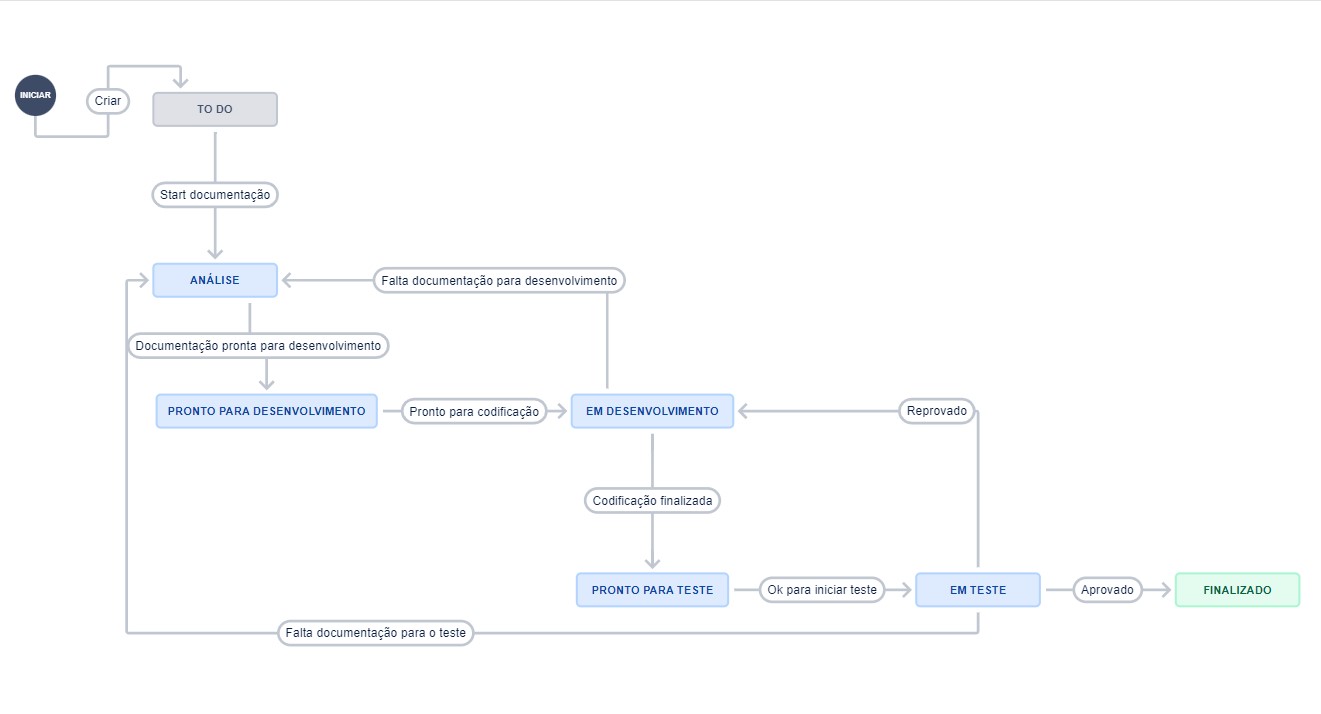 INICIAR
Criar
TO DO
Start documentação
ANÁLISE
Falta documentação para desenvolvimento
Documentação pronta para desenvolvimento
PRONTO PARA DESENVOLVIMENTO
Pronto para codificação
EM DESENVOLVIMENTO
Reprovado
Codificação finalizada
PRONTO PARA TESTE
Ok para iniciar teste
EM TESTE
Aprovado
FINALIZADO
Falta documentação para o teste